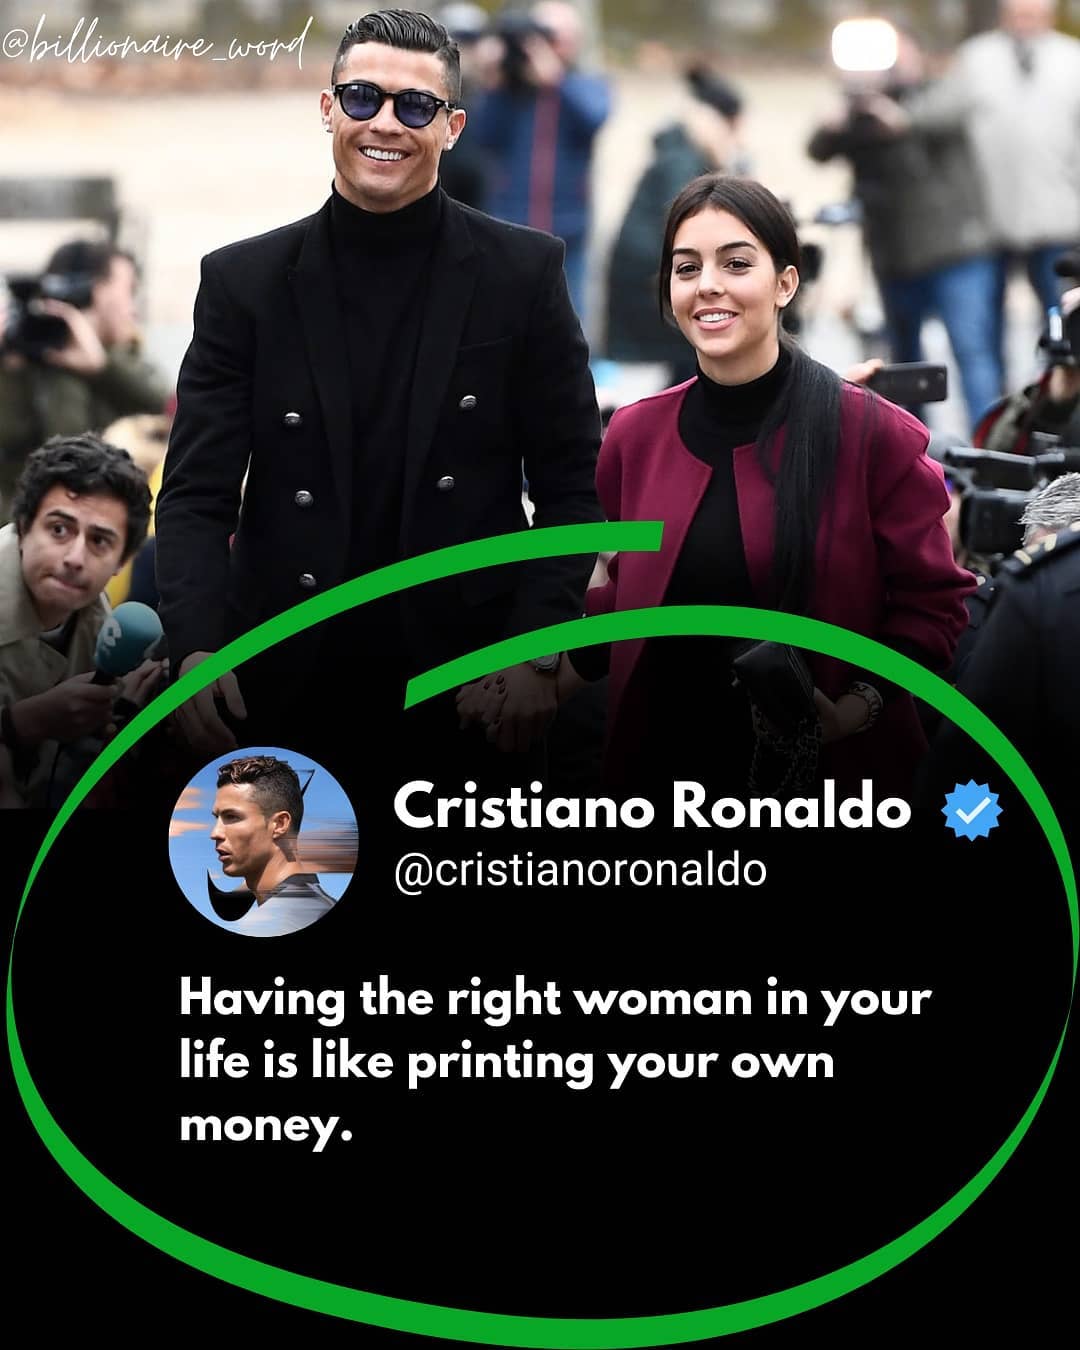 @billionaire_word
Cristiano Ronaldo
@cristianoronaldo
Having the right woman in your
life is like printing your own
money.